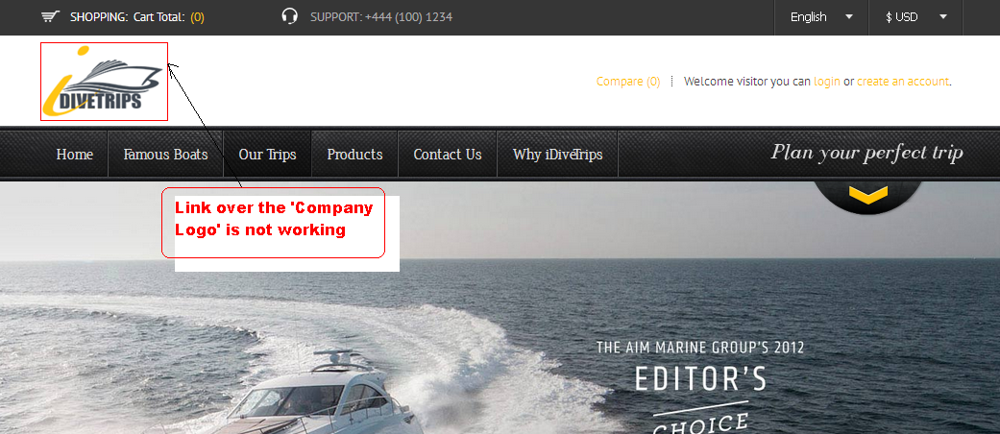 SHOPPING: Cart Total: (0) SUPPORT: +444 (100) 1234 English $ USD
iDIVETRIPS
Compare (0) Welcome visitor you can login or create an account.
Home Famous Boats Our Trips Products Contact Us Why iDiveTrips Plan your perfect trip
Link over the 'Company
Logo' is not working
THE AIM MARINE GROUP'S 2012
EDITOR'S
CHOICE